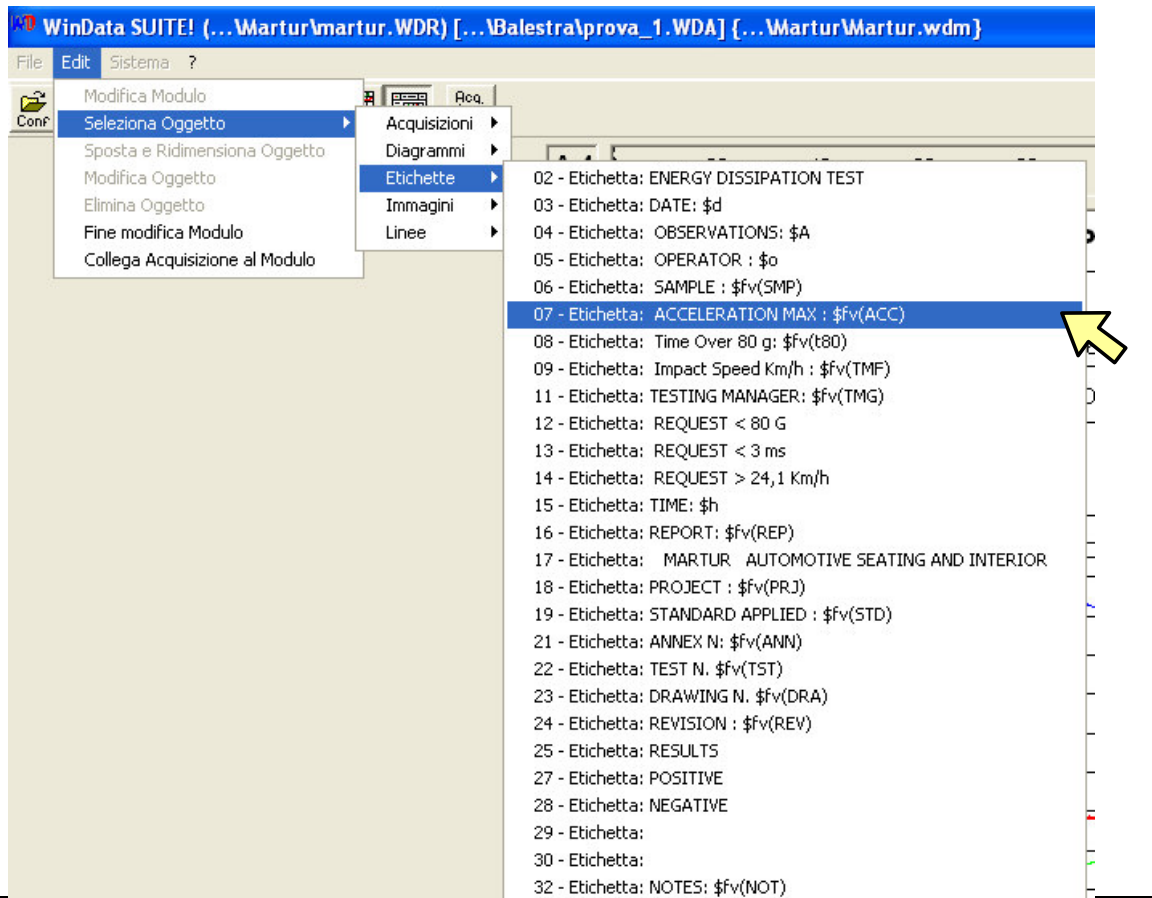 WinData SUITE! (...\Martur\martur.WDR) [...\Balestra\prova_1.WDA] {...\Martur\Martur.wdm}
File Edit Sistema ?
Conf
Acq.
Modifica Modulo
Seleziona Oggetto
Sposta e Ridimensiona Oggetto
Modifica Oggetto
Elimina Oggetto
Fine modifica Modulo
Collega Acquisizione al Modulo
Acquisizioni
Diagrammi
Etichette
Immagini
Linee
02 - Etichetta: ENERGY DISSIPATION TEST
03 - Etichetta: DATE: $d
04 - Etichetta: OBSERVATIONS: $A
05 - Etichetta: OPERATOR : $o
06 - Etichetta: SAMPLE : $fv(SMP)
07 - Etichetta: ACCELERATION MAX : $fv(ACC)
08 - Etichetta: Time Over 80 g: $fv(t80)
09 - Etichetta: Impact Speed Km/h : $fv(TMF)
11 - Etichetta: TESTING MANAGER: $fv(TMG)
12 - Etichetta: REQUEST < 80 G
13 - Etichetta: REQUEST < 3 ms
14 - Etichetta: REQUEST > 24,1 Km/h
15 - Etichetta: TIME: $h
16 - Etichetta: REPORT: $fv(REP)
17 - Etichetta: MARTUR AUTOMOTIVE SEATING AND INTERIOR
18 - Etichetta: PROJECT : $fv(PRJ)
19 - Etichetta: STANDARD APPLIED : $fv(STD)
21 - Etichetta: ANNEX N: $fv(ANN)
22 - Etichetta: TEST N. $fv(TST)
23 - Etichetta: DRAWING N. $fv(DRA)
24 - Etichetta: REVISION : $fv(REV)
25 - Etichetta: RESULTS
27 - Etichetta: POSITIVE
28 - Etichetta: NEGATIVE
29 - Etichetta:
30 - Etichetta:
32 - Etichetta: NOTES: $fv(NOT)